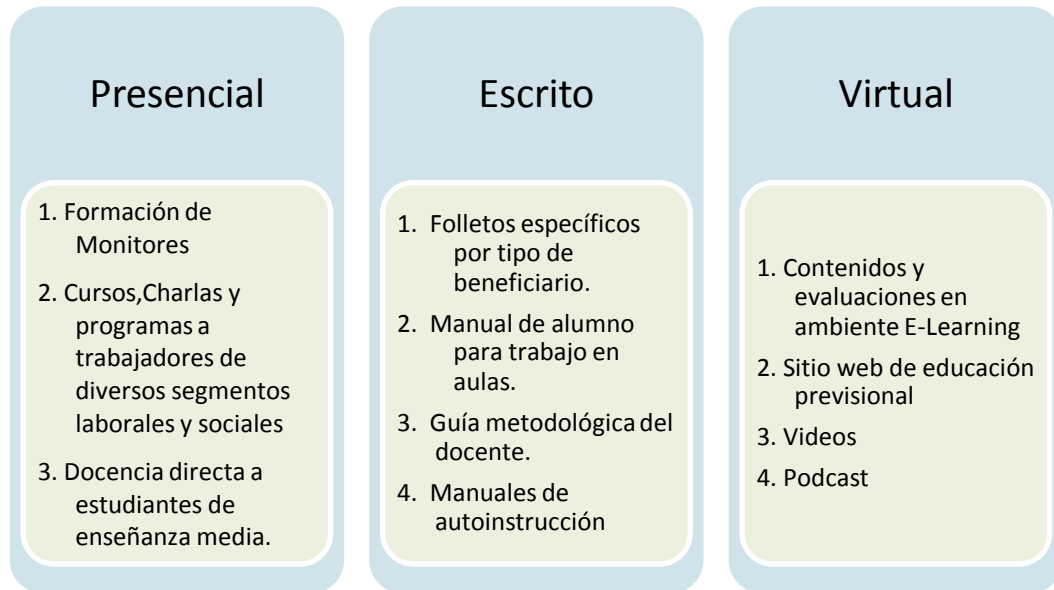 Presencial
1. Formación de
Monitores
2. Cursos,Charlas y
programas a
trabajadores de
diversos segmentos
laborales y sociales
3. Docencia directa a
estudiantes de
enseñanza media.
Escrito
1. Folletos específicos
por tipo de
beneficiario.
2. Manual de alumno
para trabajo en
aulas.
3. Guía metodológica del
docente.
4. Manuales de
autoinstrucción
Virtual
1. Contenidos y
evaluaciones en
ambiente E-Learning
2. Sitio web de educación
previsional
3. Videos
4. Podcast